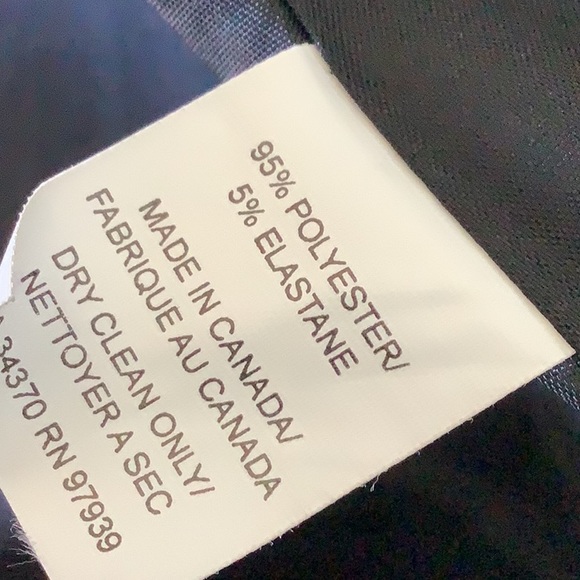 95% POLYESTER/
5% ELASTANE
MADE IN CANADA/
FABRIQUE AU CANADA
DRY CLEAN ONLY/
NETTOYER A SEC
34370 RN 97939